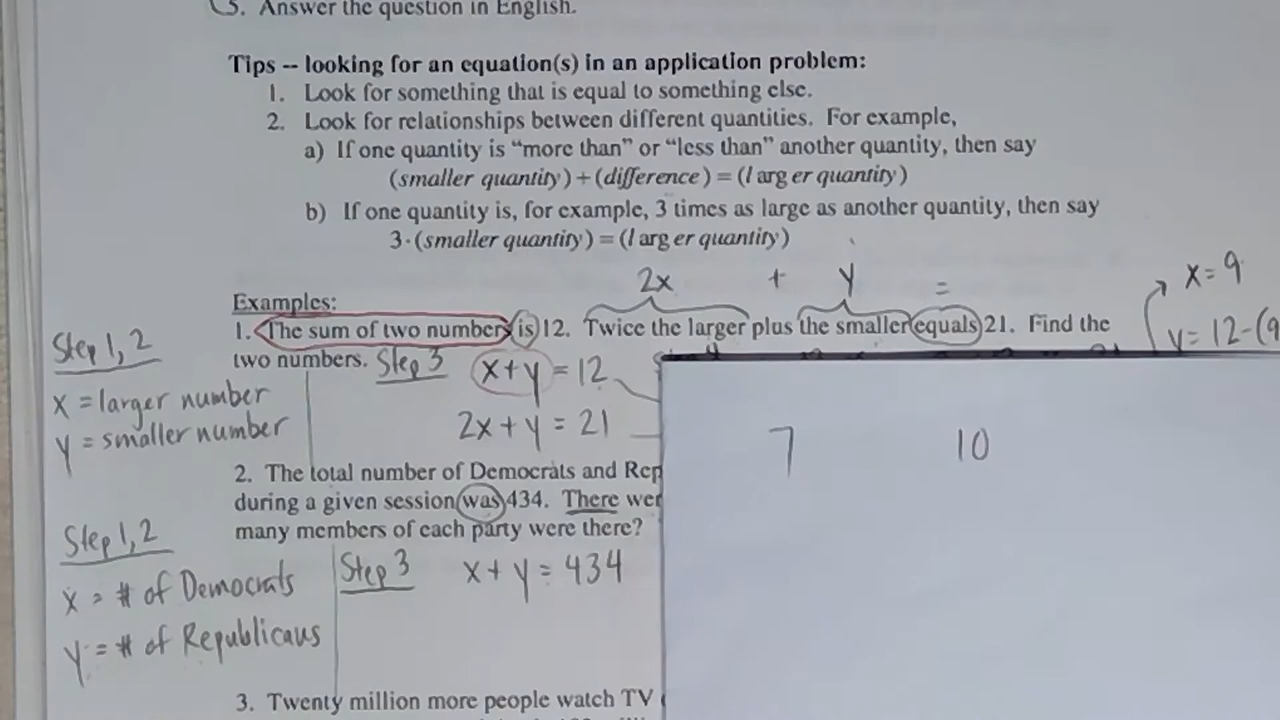 5. Answer the question in English.
Tips -- looking for an equation(s) in an application problem:
1. Look for something that is equal to something else.
2. Look for relationships between different quantities. For example,
a) If one quantity is "more than" or "less than" another quantity, then say
(smaller quantity) + (difference) = (larger quantity)
b) If one quantity is, for example, 3 times as large as another quantity, then say
3·(smaller quantity) = (larger quantity)
2x + y =
x = 9
Examples:
1. The sum of two numbers is 12. Twice the larger plus the smaller equals 21. Find the
y = 12-(9
two numbers. Step 3 x+y = 12
Step 1, 2
x = larger number
y = smaller number
2x + y = 21
7 10
2. The total number of Democrats and Rep
during a given session was 434. There wer
many members of each party were there?
Step 1, 2
x = # of Democrats
y = # of Republicans
Step 3 x + y = 434
3. Twenty million more people watch TV